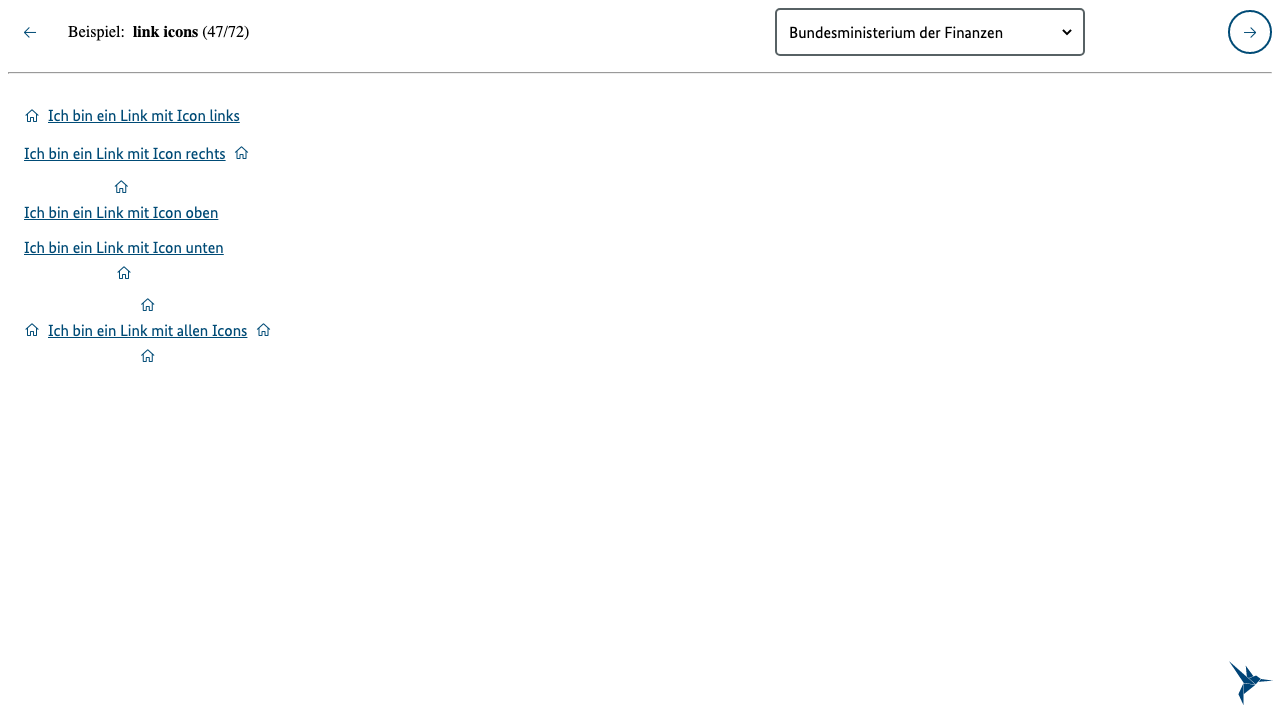 Beispiel: link icons (47/72)
Bundesministerium der Finanzen
Ich bin ein Link mit Icon links
Ich bin ein Link mit Icon rechts
Ich bin ein Link mit Icon oben
Ich bin ein Link mit Icon unten
Ich bin ein Link mit allen Icons